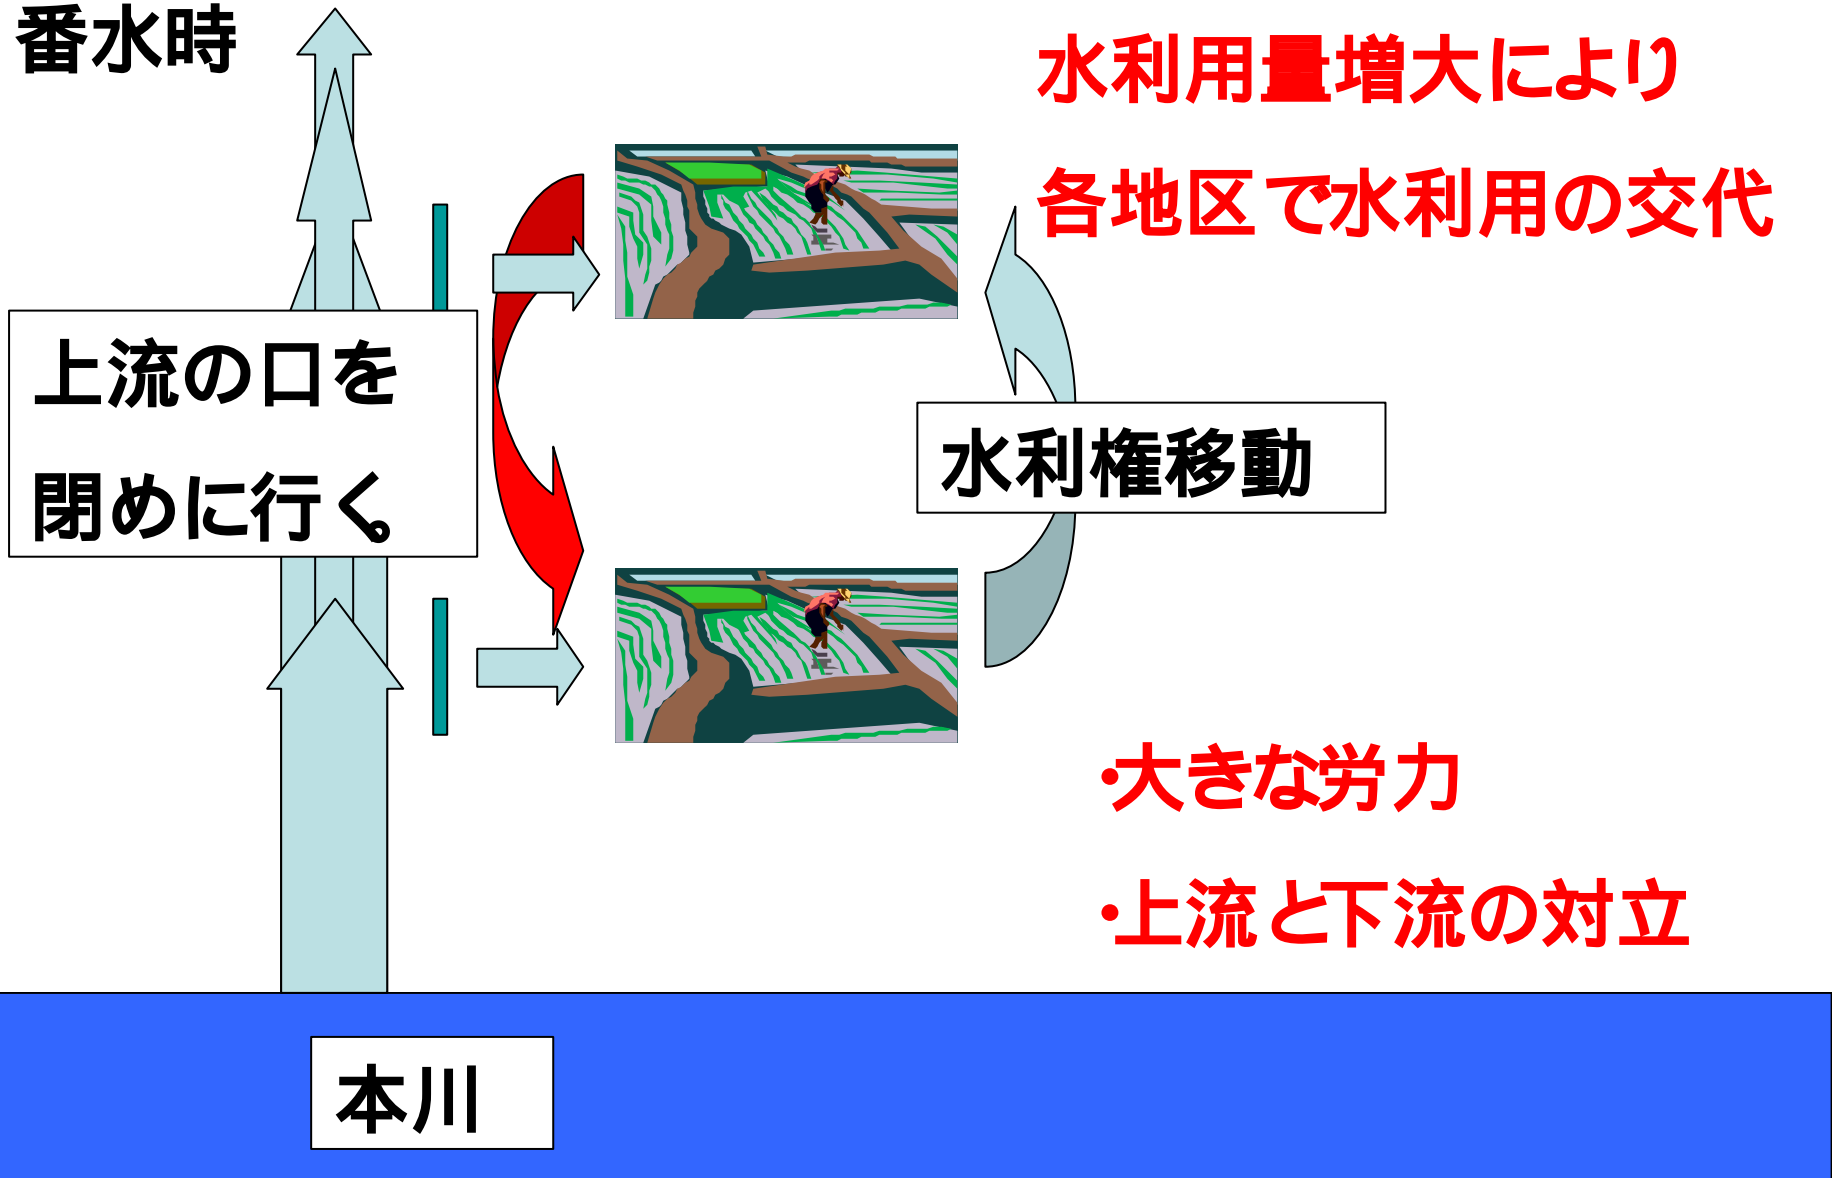 番水時
水利用量増大により
各地区で水利用の交代
上流の口を
閉めに行く。
水利権移動
・大きな労力
・上流と下流の対立
本川